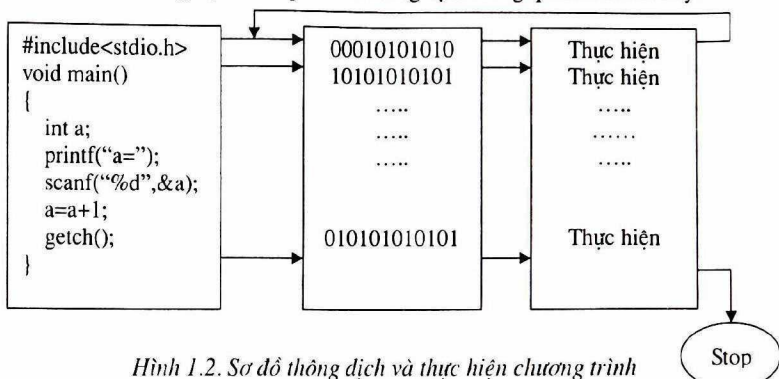 #include<stdio.h>
void main()
{
int a;
printf(“a=”);
scanf(“%d”,&a);
a=a+1;
getch();
}
00010101010
10101010101
.....
.....
.....
010101010101
Thực hiện
Thực hiện
.....
......
.....
Thực hiện
Stop
Hình 1.2. Sơ đồ thông dịch và thực hiện chương trình